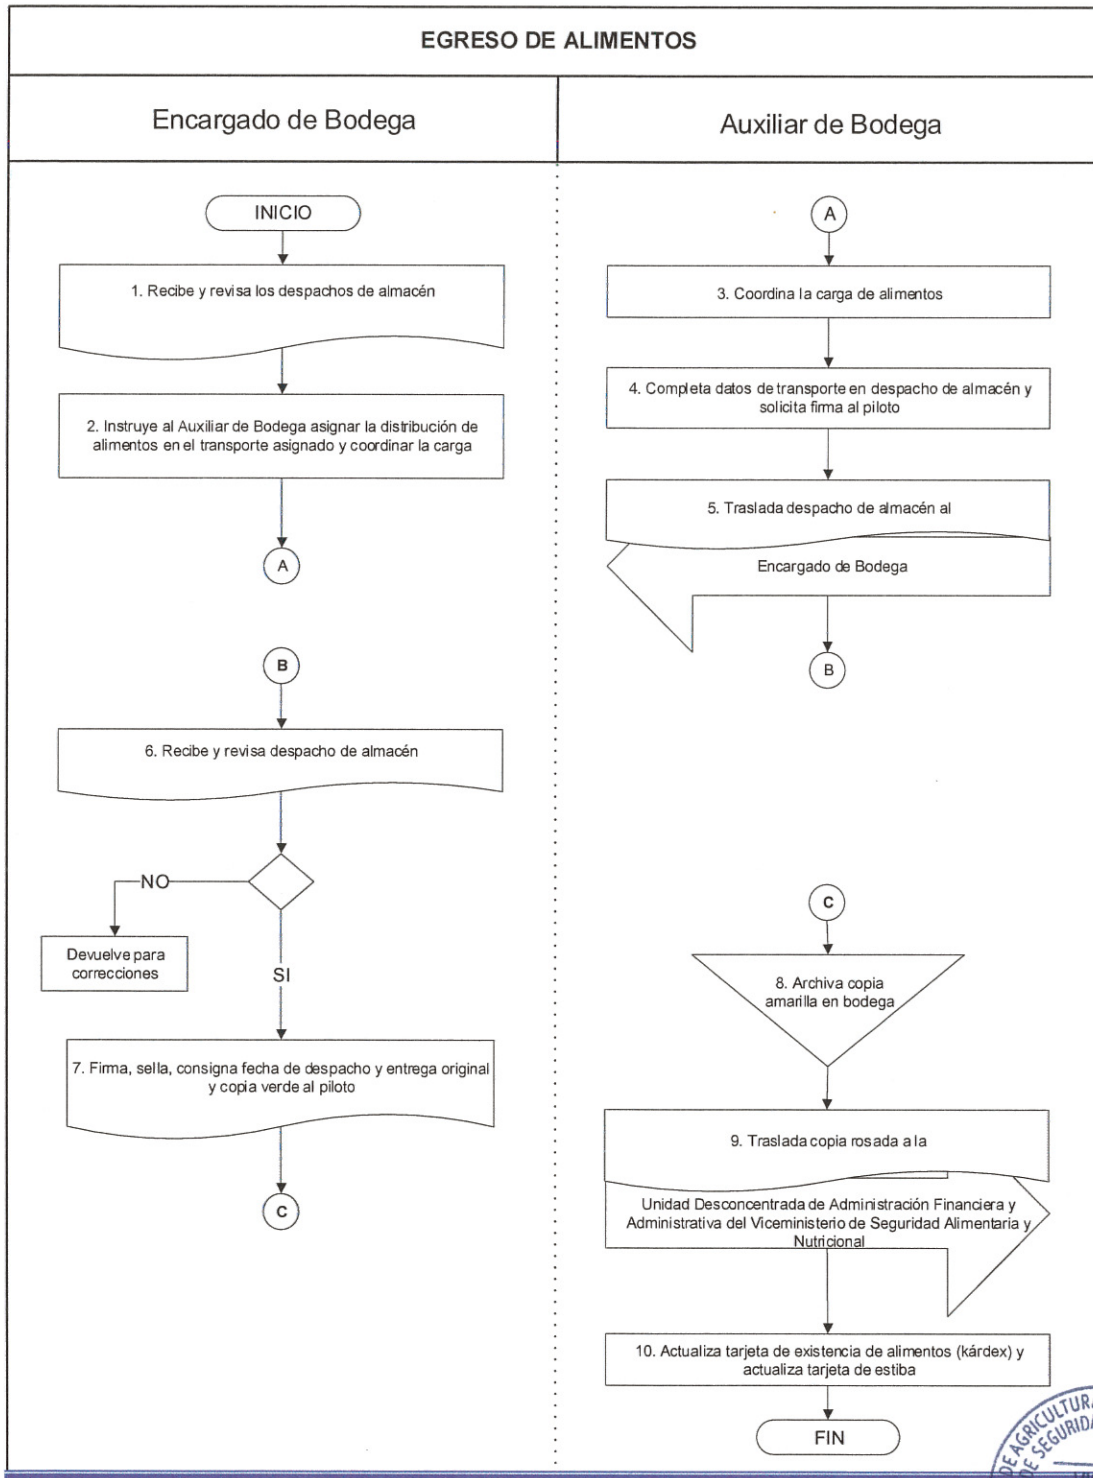 EGRESO DE ALIMENTOS
Encargado de Bodega
Auxiliar de Bodega
INICIO
1. Recibe y revisa los despachos de almacén
2. Instruye al Auxiliar de Bodega asignar la distribución de
alimentos en el transporte asignado y coordinar la carga
A
B
6. Recibe y revisa despacho de almacén
NO
Devuelve para
correcciones
SI
7. Firma, sella, consigna fecha de despacho y entrega original
y copia verde al piloto
C
A
3. Coordina la carga de alimentos
4. Completa datos de transporte en despacho de almacén y
solicita firma al piloto
5. Traslada despacho de almacén al
Encargado de Bodega
B
C
8. Archiva copia
amarilla en bodega
9. Traslada copia rosada a la
Unidad Desconcentrada de Administración Financiera y
Administrativa del Viceministerio de Seguridad Alimentaria y
Nutricional
10. Actualiza tarjeta de existencia de alimentos (kárdex) y
actualiza tarjeta de estiba
FIN
DE AGRICULTURA
DE SEGURIDA